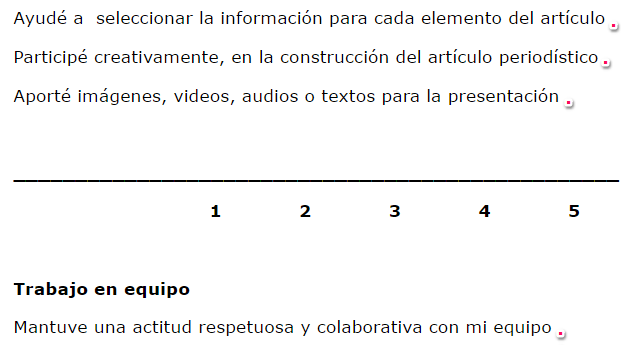 Ayudé a  seleccionar la información para cada elemento del artículo .
Participé creativamente, en la construcción del artículo periodístico .
Aporté imágenes, videos, audios o textos para la presentación .
1 2 3 4 5
Trabajo en equipo
Mantuve una actitud respetuosa y colaborativa con mi equipo .